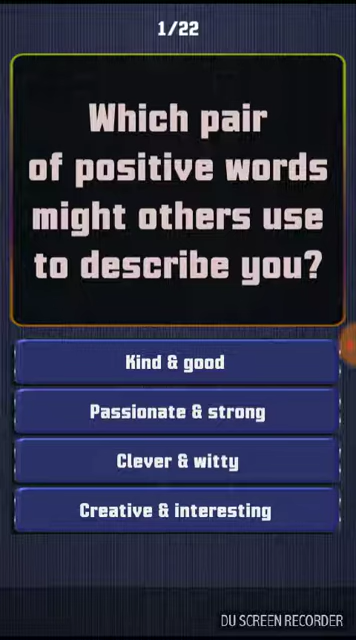 1/22
Which pair
of positive words
might others use
to describe you?
Kind & good
Passionate & strong
Clever & witty
Creative & interesting
DU SCREEN RECORDER